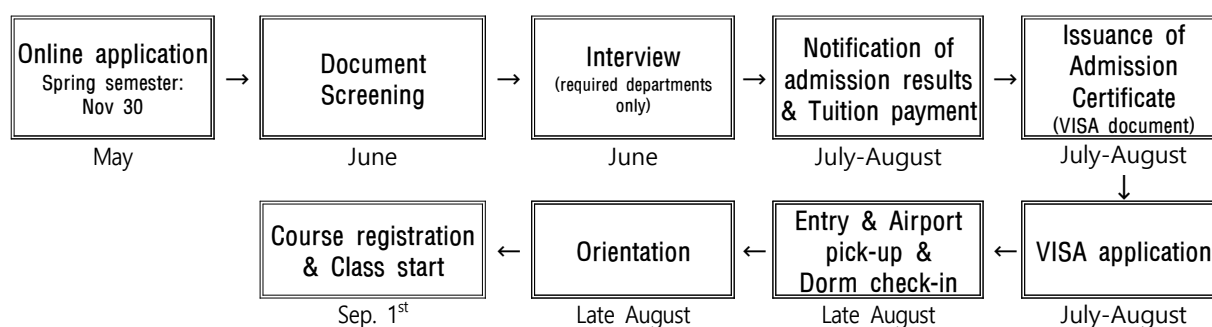 Online application
Spring semester:
Nov 30
→
Document
Screening
→
Interview
(required departments
only)
→
Notification of
admission results
& Tuition payment
→
Issuance of
Admission
Certificate
(VISA document)
May
June
June
July-August
July-August
↓
Course registration
& Class start
←
Orientation
←
Entry & Airport
pick-up &
Dorm check-in
←
VISA application
Sep. 1st
Late August
Late August
July-August